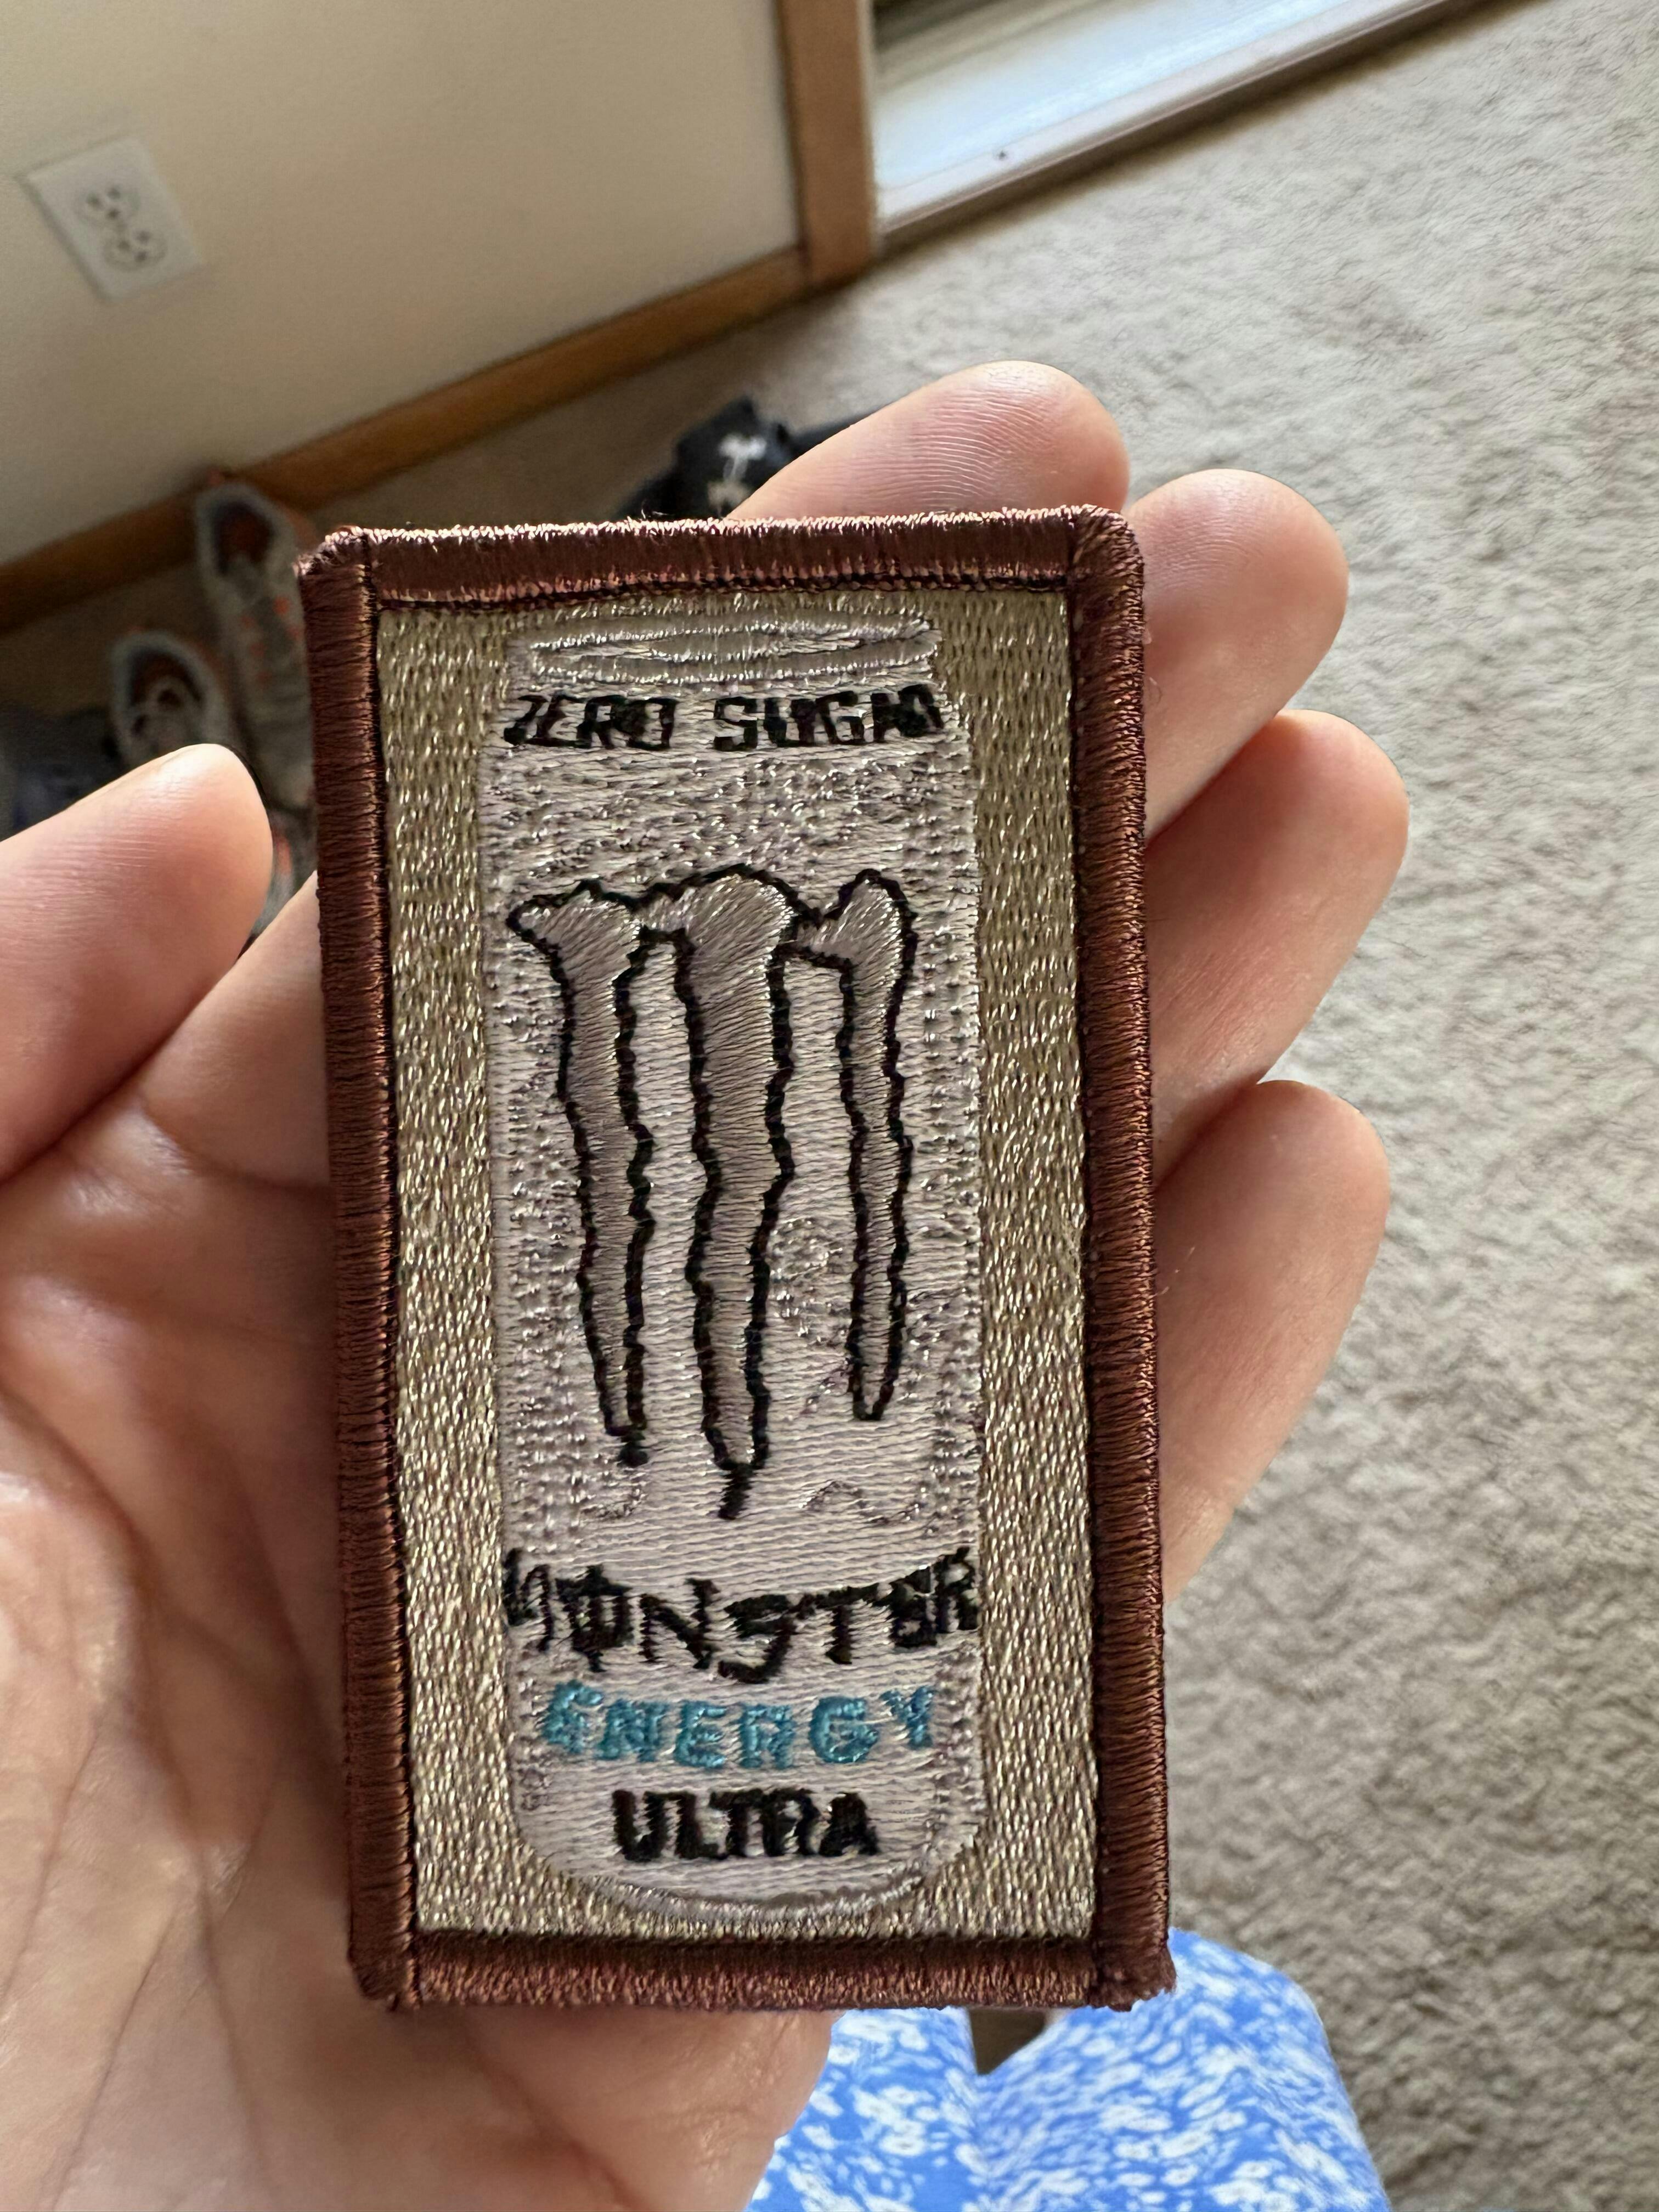 ZERO SUGAR
MONSTER
ENERGY
ULTRA